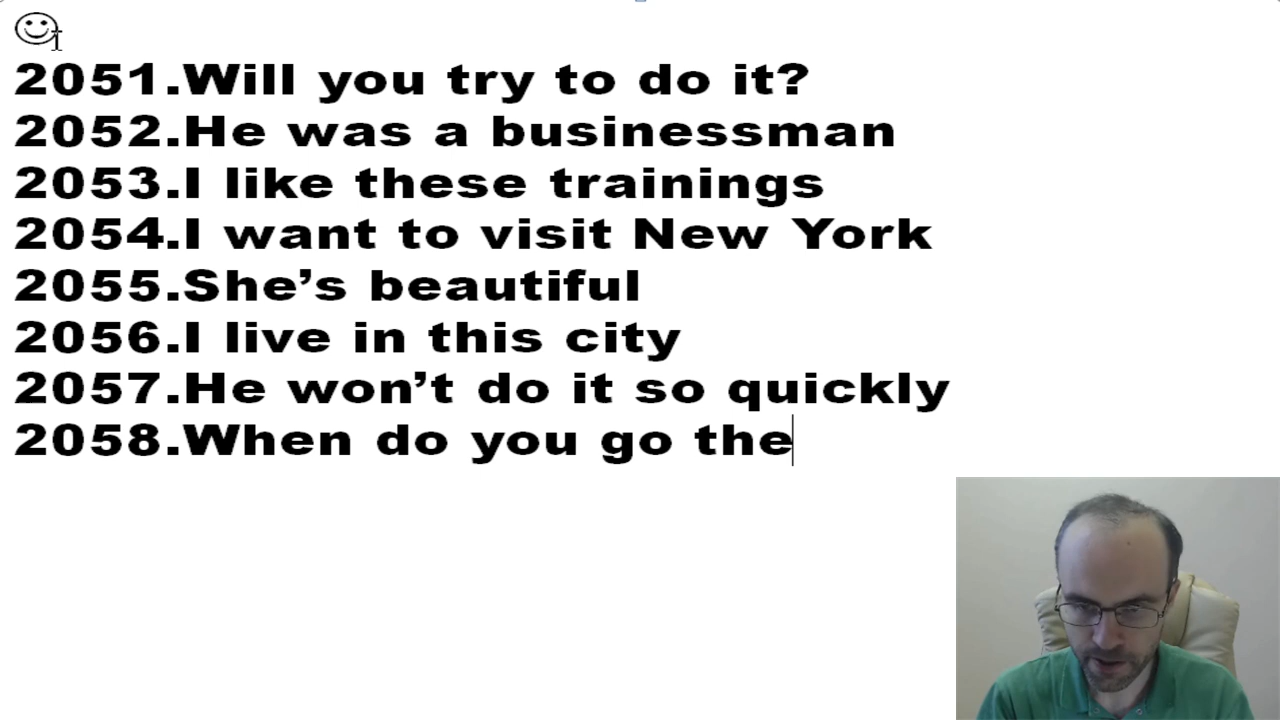 2051.Will you try to do it?
2052.He was a businessman
2053.I like these trainings
2054.I want to visit New York
2055.She’s beautiful
2056.I live in this city
2057.He won’t do it so quickly
2058.When do you go the